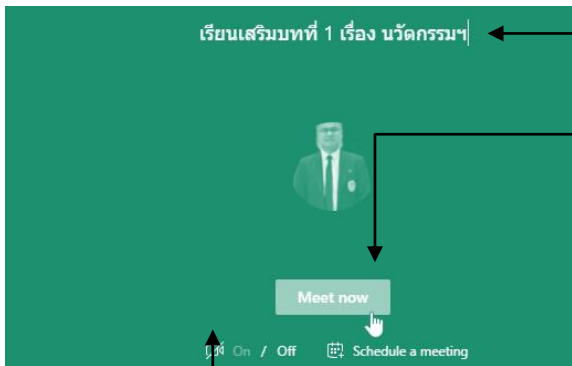 เรียนเสริมบทที่ 1 เรื่อง นวัตกรรมฯ
Meet now
On / Off Schedule a meeting